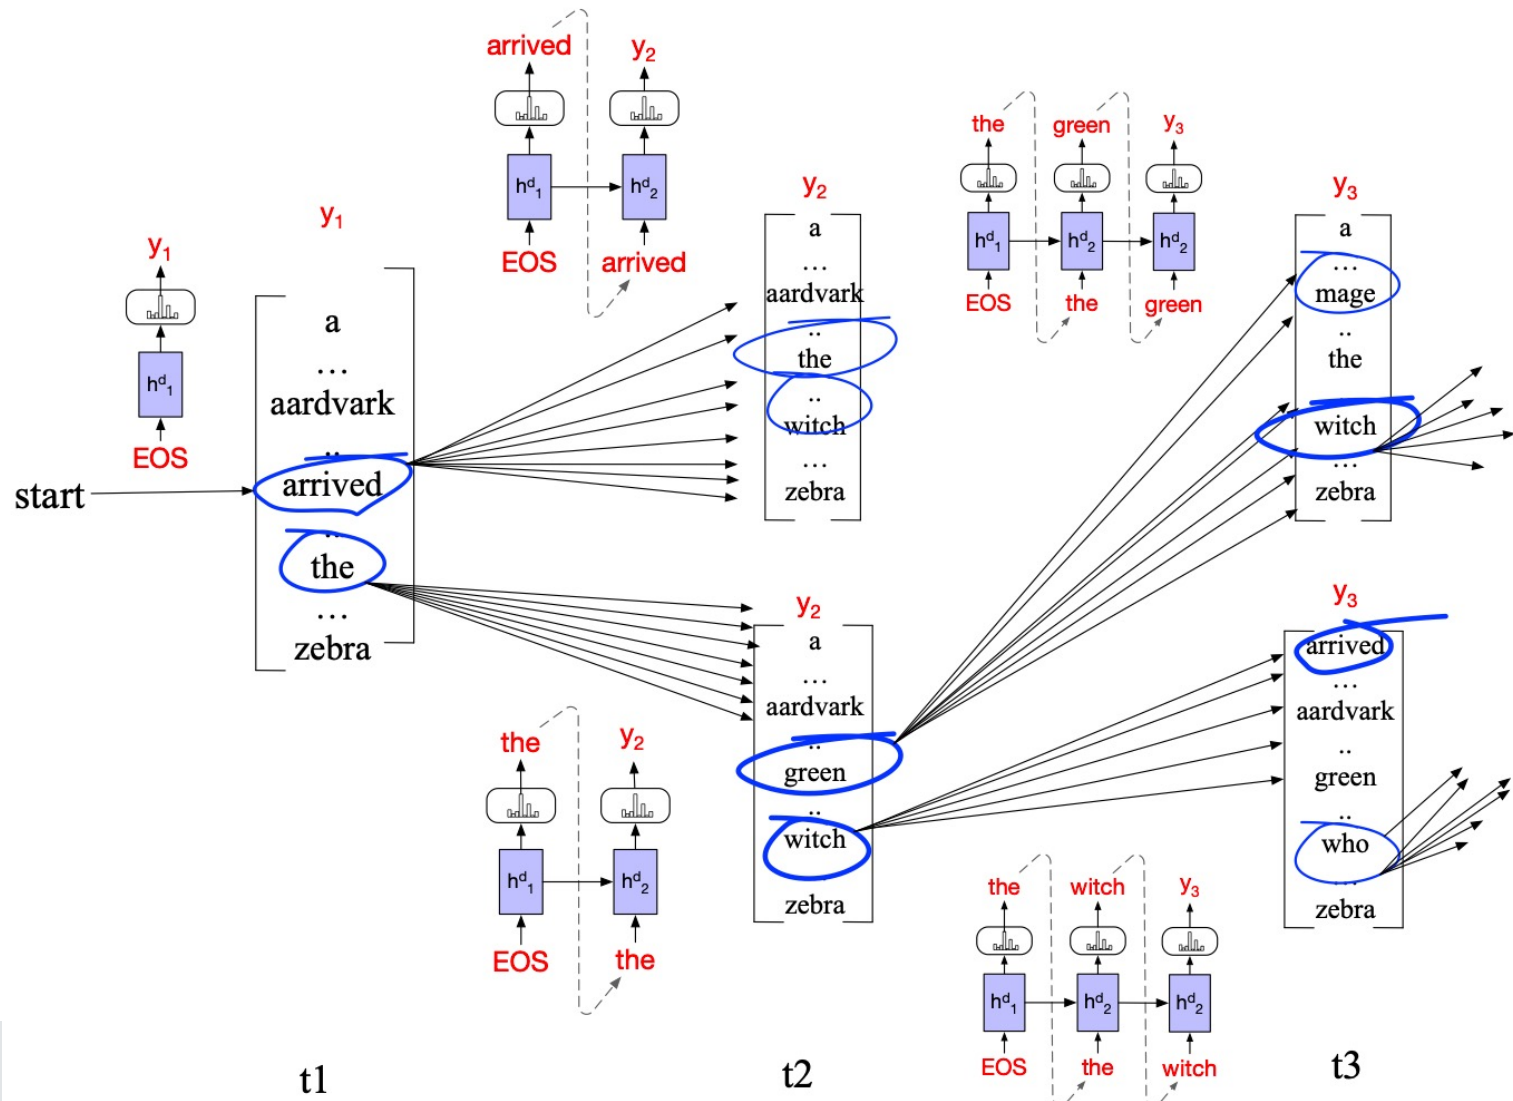 arrived y2
hd1 hd2
EOS arrived
the green y3
hd1 hd2 hd2
EOS the green
y1
hd1
EOS
start
y1
a
...
aardvark
..
arrived
..
the
...
zebra
y2
a
...
aardvark
..
the
..
witch
...
zebra
y3
a
...
mage
..
the
witch
...
zebra
the y2
hd1 hd2
EOS the
y2
a
...
aardvark
..
green
..
witch
zebra
y3
arrived
...
aardvark
..
green
..
who
...
zebra
the witch y3
hd1 hd2 hd2
EOS the witch
t1 t2 t3